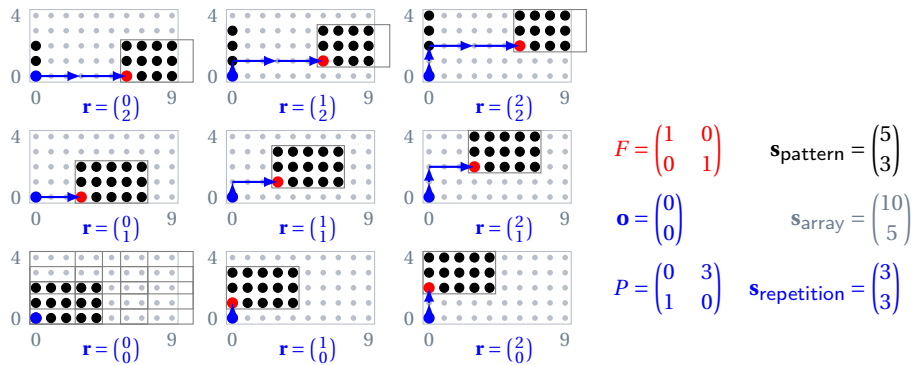 4 0 0 9 r = (0 2)
4 0 0 9 r = (1 2)
4 0 0 9 r = (2 2)
4 0 0 9 r = (0 1)
4 0 0 9 r = (1 1)
4 0 0 9 r = (2 1)
4 0 0 9 r = (0 0)
4 0 0 9 r = (1 0)
4 0 0 9 r = (2 0)
F = (1 0 0 1) s_pattern = (5 3)
o = (0 0) s_array = (10 5)
P = (0 3 1 0) s_repetition = (3 3)